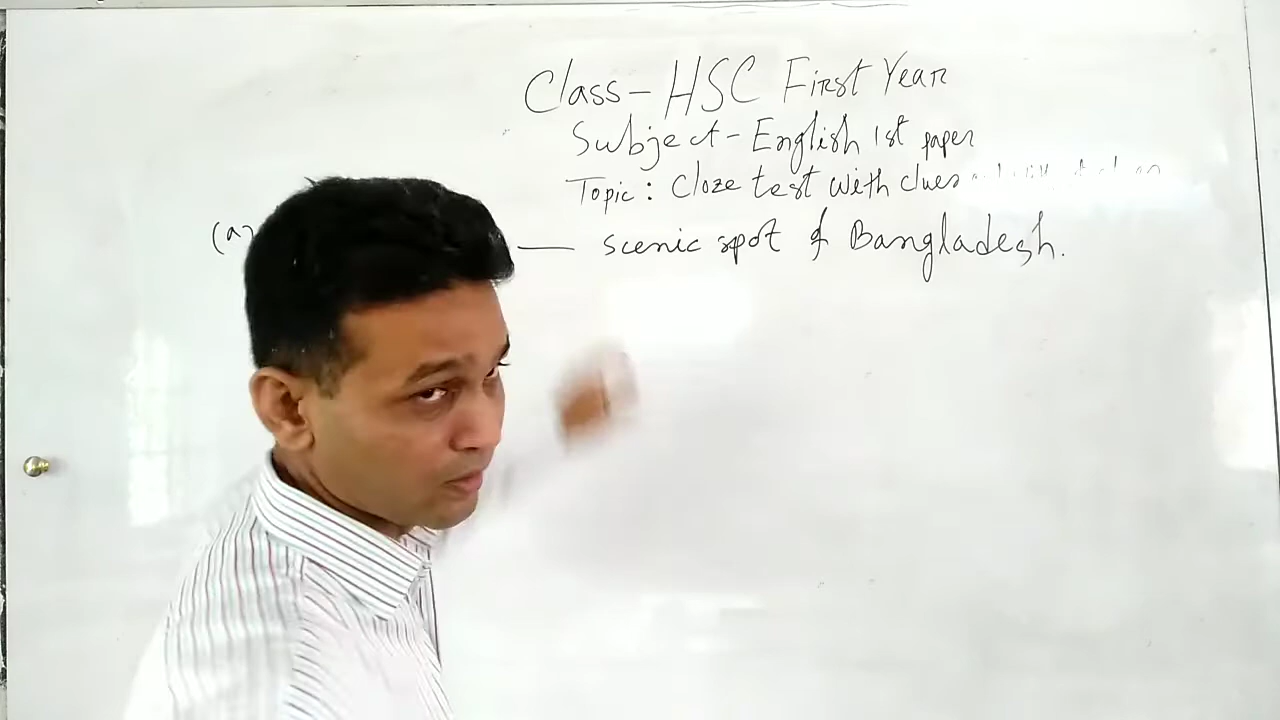 Class - HSC First Year
Subject - English 1st paper
Topic: Cloze test with clues
(a) — scenic spot of Bangladesh.